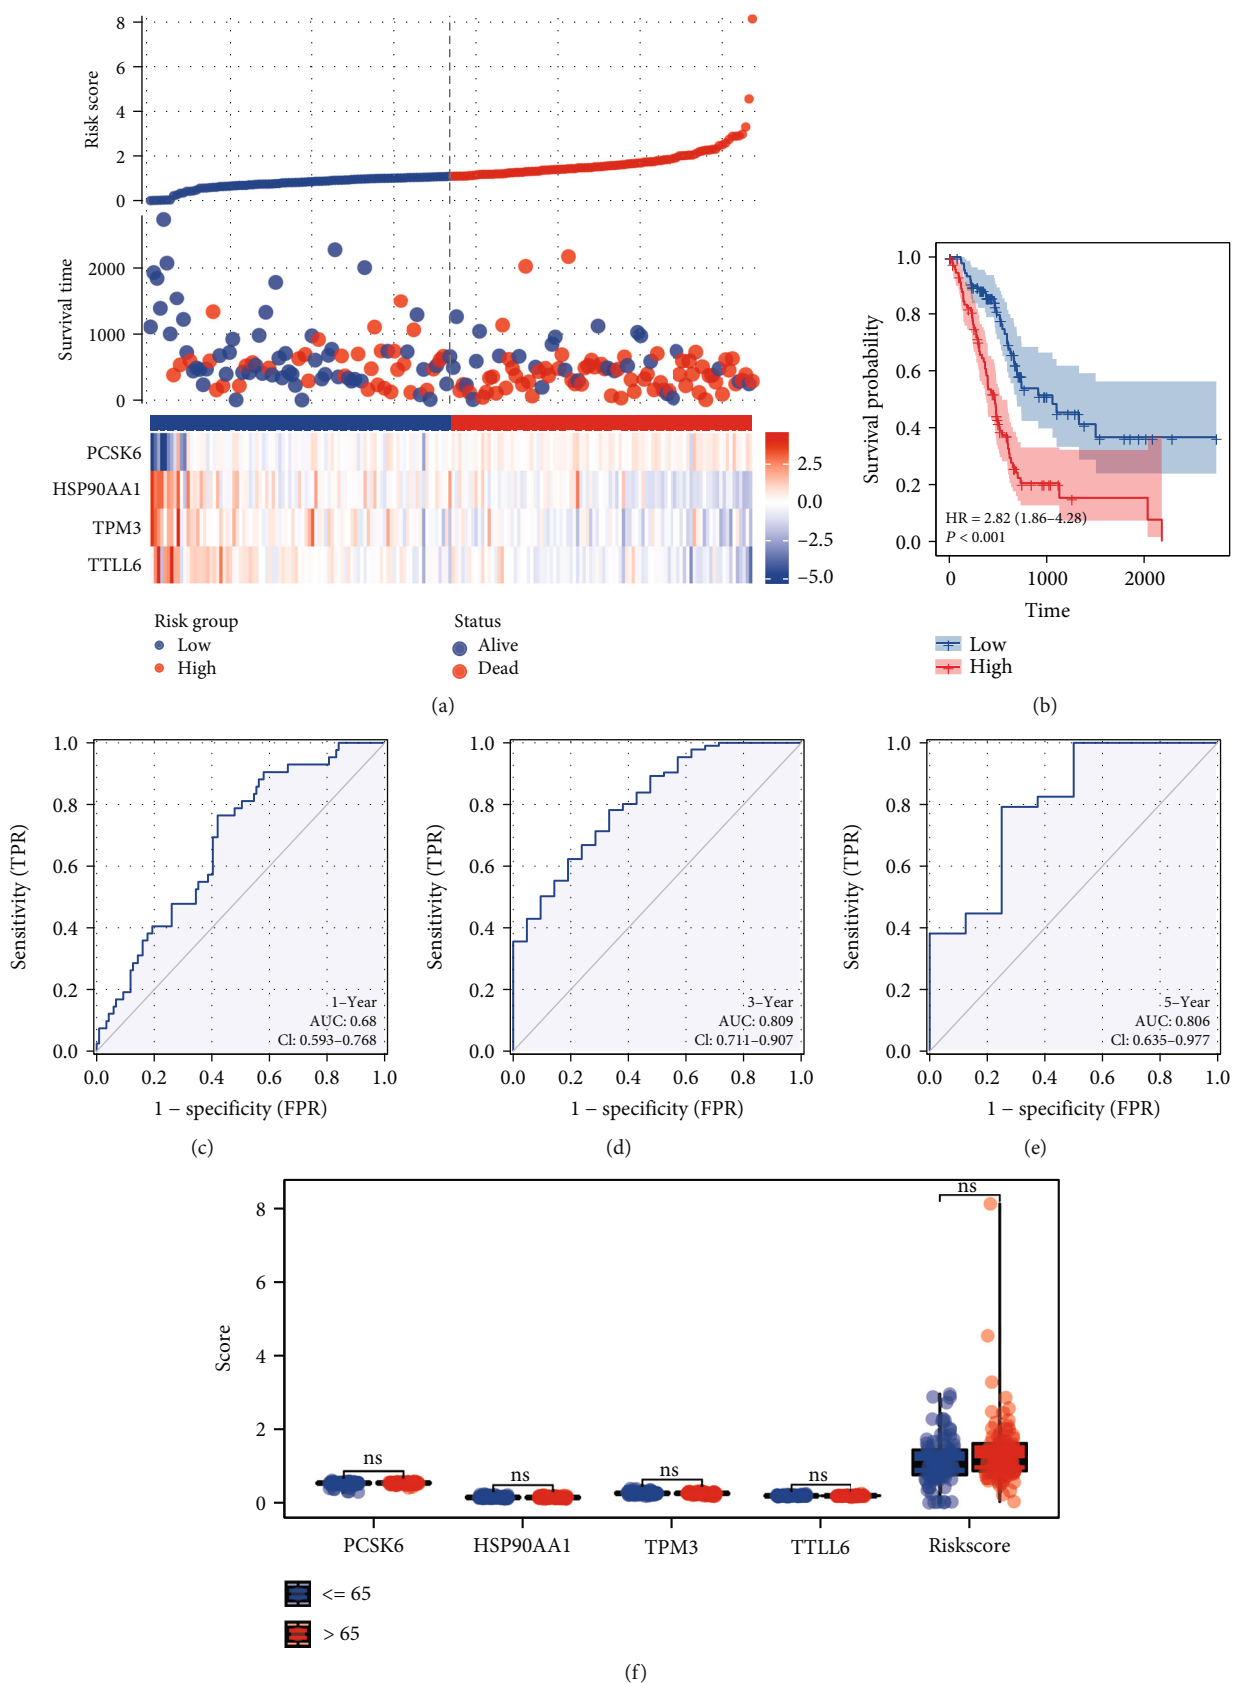 8
6
4
2
0
Risk score
2000
1000
0
Survival time
PCSK6
HSP90AA1
TPM3
TTLL6
2.5
0.0
−2.5
−5.0
Risk group
Low
High
Status
Alive
Dead
(a)
1.0
0.8
0.6
0.4
0.2
0.0
Survival probability
HR = 2.82 (1.86–4.28)
P < 0.001
0 1000 2000
Time
Low
High
(b)
1.0
0.8
0.6
0.4
0.2
0.0
Sensitivity (TPR)
1–Year
AUC: 0.68
CI: 0.593–0.768
0.0 0.2 0.4 0.6 0.8 1.0
1 − specificity (FPR)
(c)
1.0
0.8
0.6
0.4
0.2
0.0
Sensitivity (TPR)
3–Year
AUC: 0.809
CI: 0.711–0.907
0.0 0.2 0.4 0.6 0.8 1.0
1 − specificity (FPR)
(d)
1.0
0.8
0.6
0.4
0.2
0.0
Sensitivity (TPR)
5–Year
AUC: 0.806
CI: 0.635–0.977
0.0 0.2 0.4 0.6 0.8 1.0
1 − specificity (FPR)
(e)
8
6
4
2
0
Score
ns
ns
ns
ns
ns
PCSK6 HSP90AA1 TPM3 TTLL6 Riskscore
<= 65
> 65
(f)